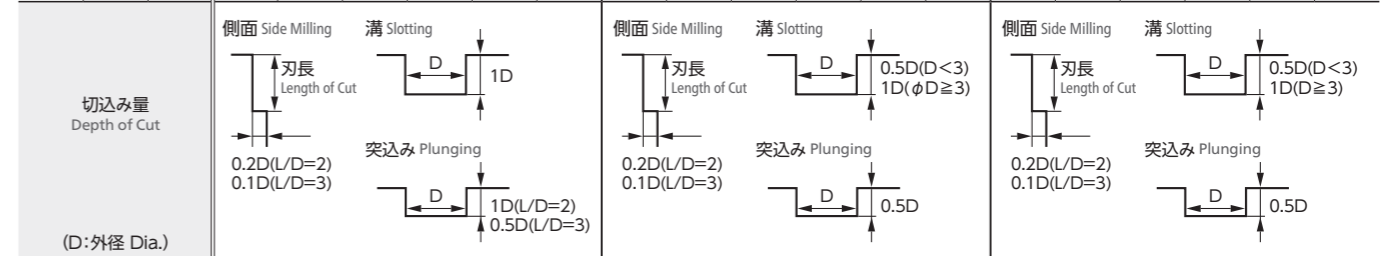 切込み量
Depth of Cut
(D:外径 Dia.)
側面 Side Milling
溝 Slotting
刃長
Length of Cut
D
1D
0.2D(L/D=2)
0.1D(L/D=3)
突込み Plunging
D
1D(L/D=2)
0.5D(L/D=3)
側面 Side Milling
溝 Slotting
刃長
Length of Cut
D
0.5D(D<3)
1D(φD≧3)
0.2D(L/D=2)
0.1D(L/D=3)
突込み Plunging
D
0.5D
側面 Side Milling
溝 Slotting
刃長
Length of Cut
D
0.5D(D<3)
1D(D≧3)
0.2D(L/D=2)
0.1D(L/D=3)
突込み Plunging
D
0.5D